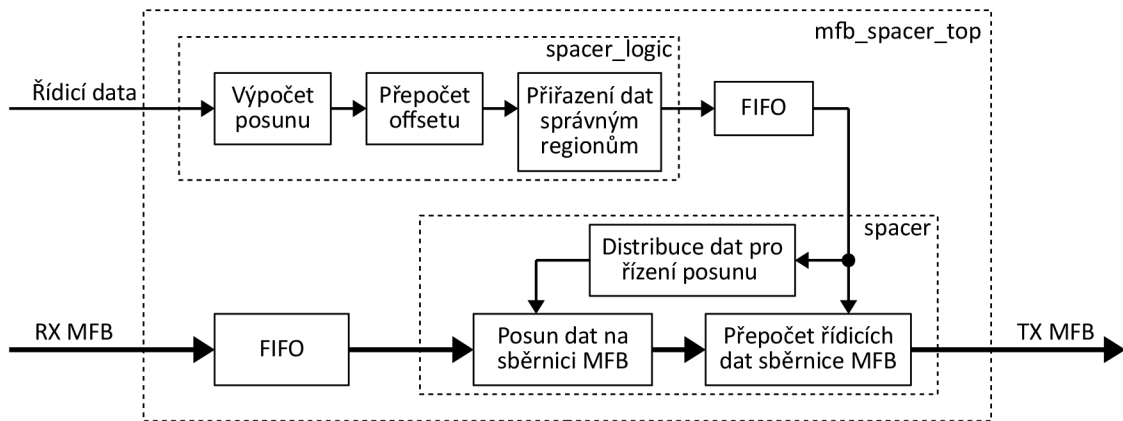 mfb_spacer_top
spacer_logic
Řídicí data
Výpočet
posunu
Přepočet
offsetu
Přiřazení dat
správným
regionům
FIFO
spacer
Distribuce dat pro
řízení posunu
RX MFB
FIFO
Posun dat na
sběrnici MFB
Přepočet řídicích
dat sběrnice MFB
TX MFB